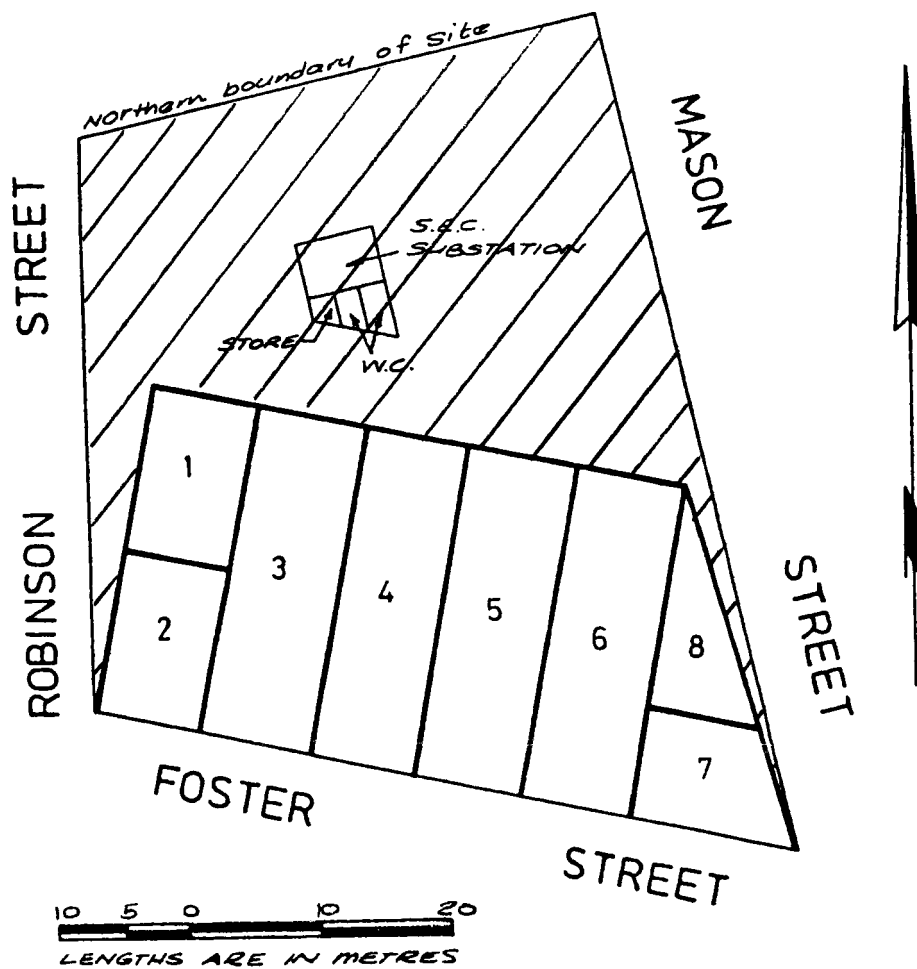 Northern boundary of Site
MASON
STREET
S.E.C.
SUBSTATION
STORE
W.C.
1
3
4
5
6
8
2
7
ROBINSON
STREET
FOSTER
STREET
10 5 0 10 20
LENGTHS ARE IN METRES